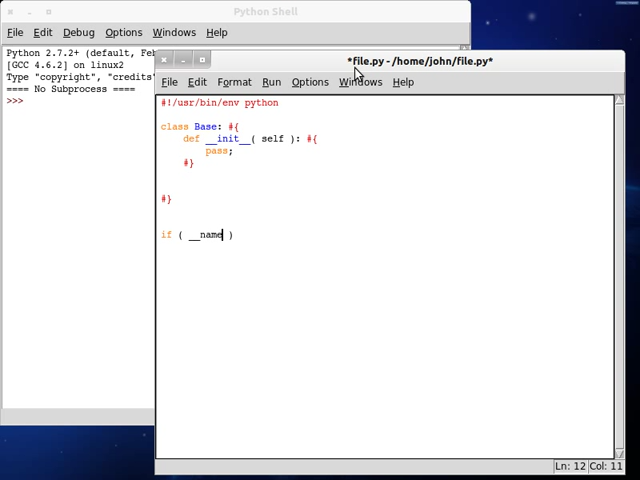 Python Shell
File Edit Debug Options Windows Help
Python 2.7.2+ (default, Feb
[GCC 4.6.2] on linux2
Type "copyright", "credits"
==== No Subprocess ====
>>>
*file.py - /home/john/file.py*
File Edit Format Run Options Windows Help
#!/usr/bin/env python
class Base: #{
def __init__( self ): #{
pass;
#}
#}
if ( __name )
Ln: 12 Col: 11